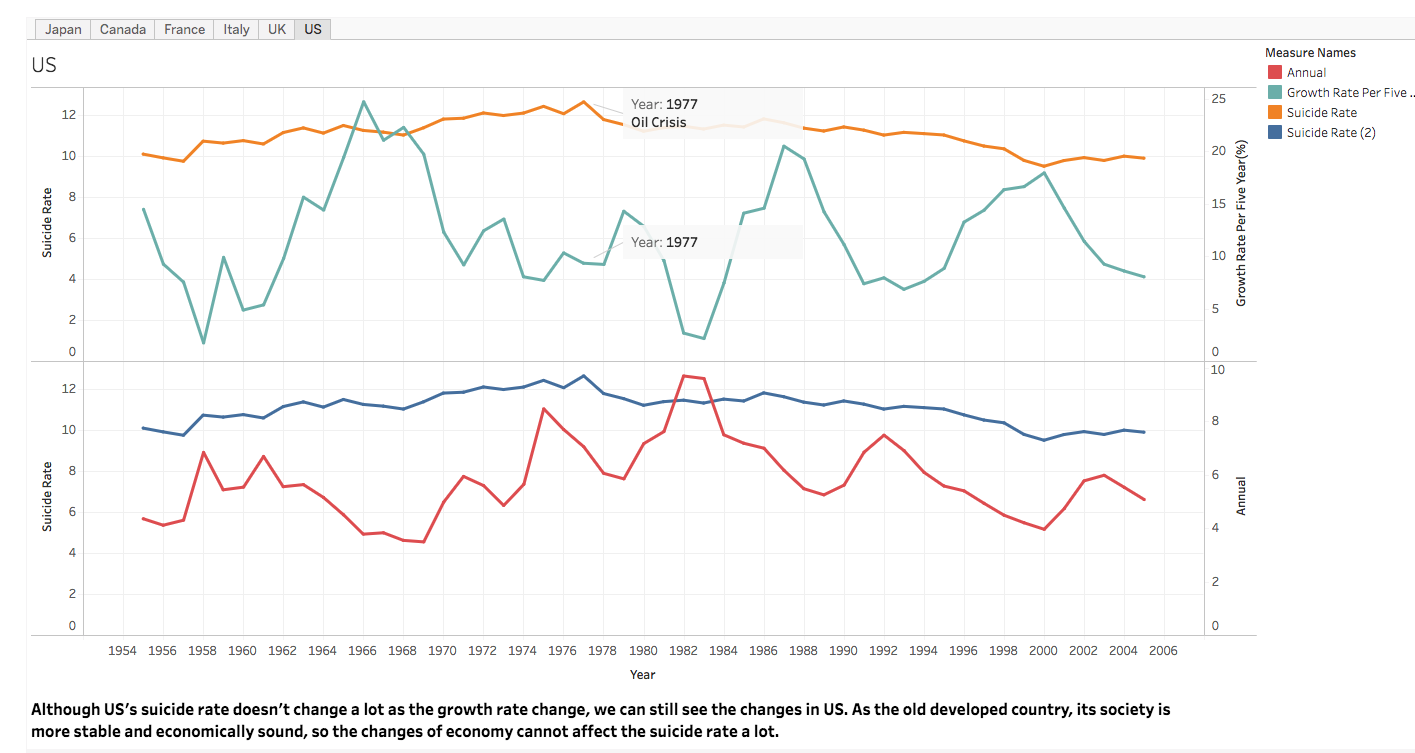 Japan Canada France Italy UK US
US
Measure Names
Annual
Growth Rate Per Five ..
Suicide Rate
Suicide Rate (2)
Year: 1977
Oil Crisis
Year: 1977
Suicide Rate
12
10
8
6
4
2
0
Growth Rate Per Five Year(%)
25
20
15
10
5
0
Suicide Rate
12
10
8
6
4
2
0
Annual
10
8
6
4
2
0
1954 1956 1958 1960 1962 1964 1966 1968 1970 1972 1974 1976 1978 1980 1982 1984 1986 1988 1990 1992 1994 1996 1998 2000 2002 2004 2006
Year
Although US's suicide rate doesn't change a lot as the growth rate change, we can still see the changes in US. As the old developed country, its society is
more stable and economically sound, so the changes of economy cannot affect the suicide rate a lot.